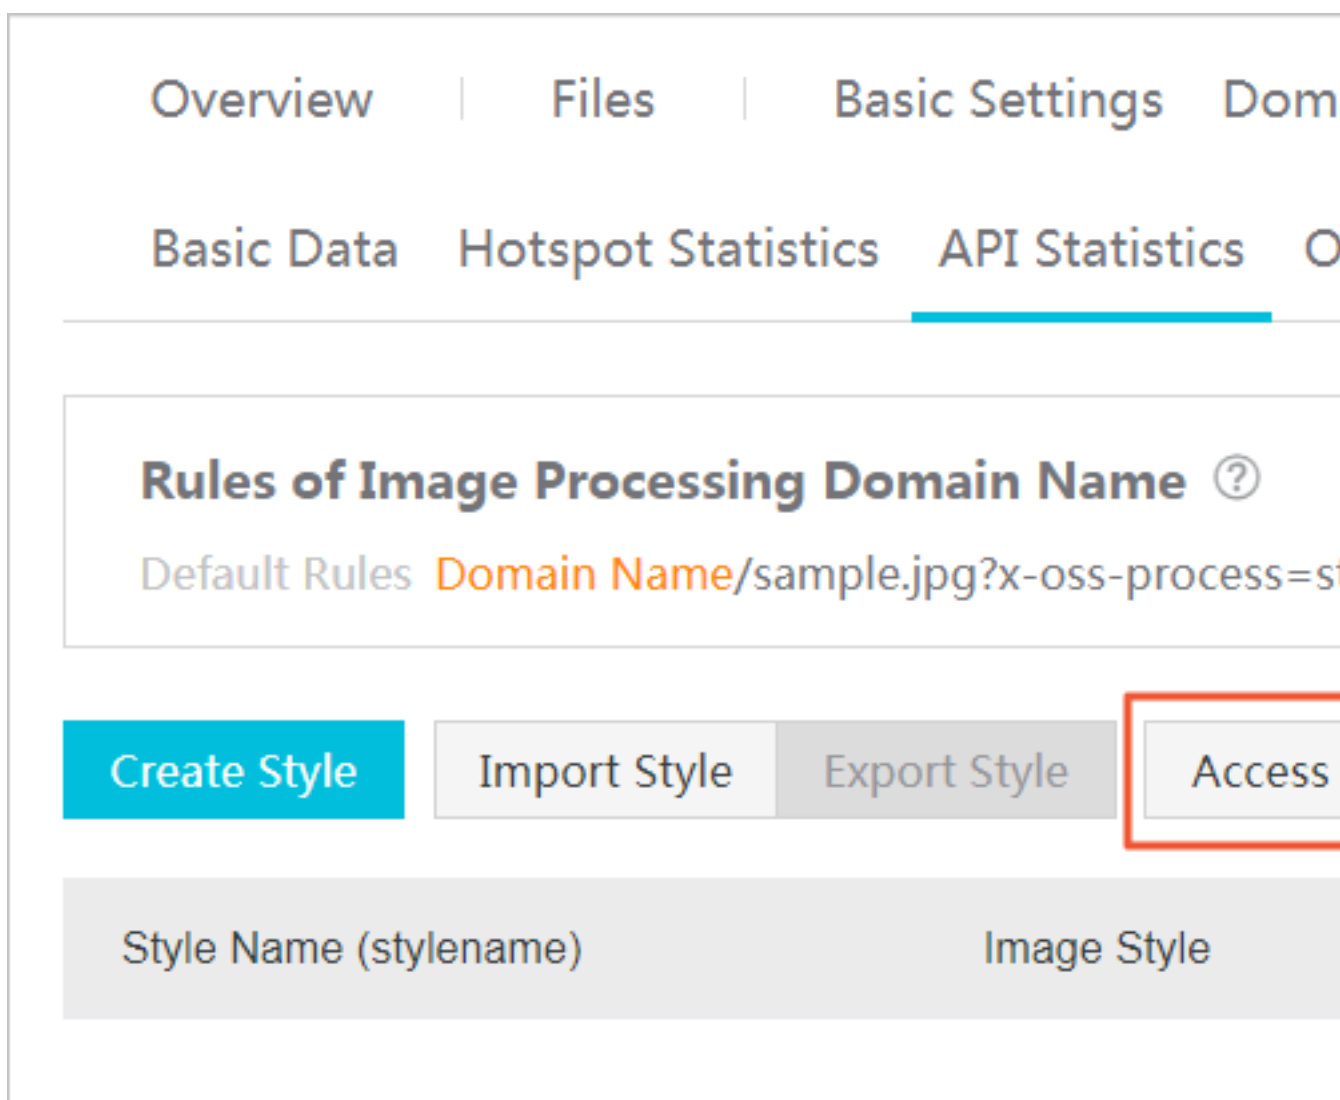 Overview Files Basic Settings
Basic Data Hotspot Statistics API Statistics
Rules of Image Processing Domain Name ?
Default Rules Domain Name/sample.jpg?x-oss-process=
Create Style Import Style Export Style Access
Style Name (stylename) Image Style